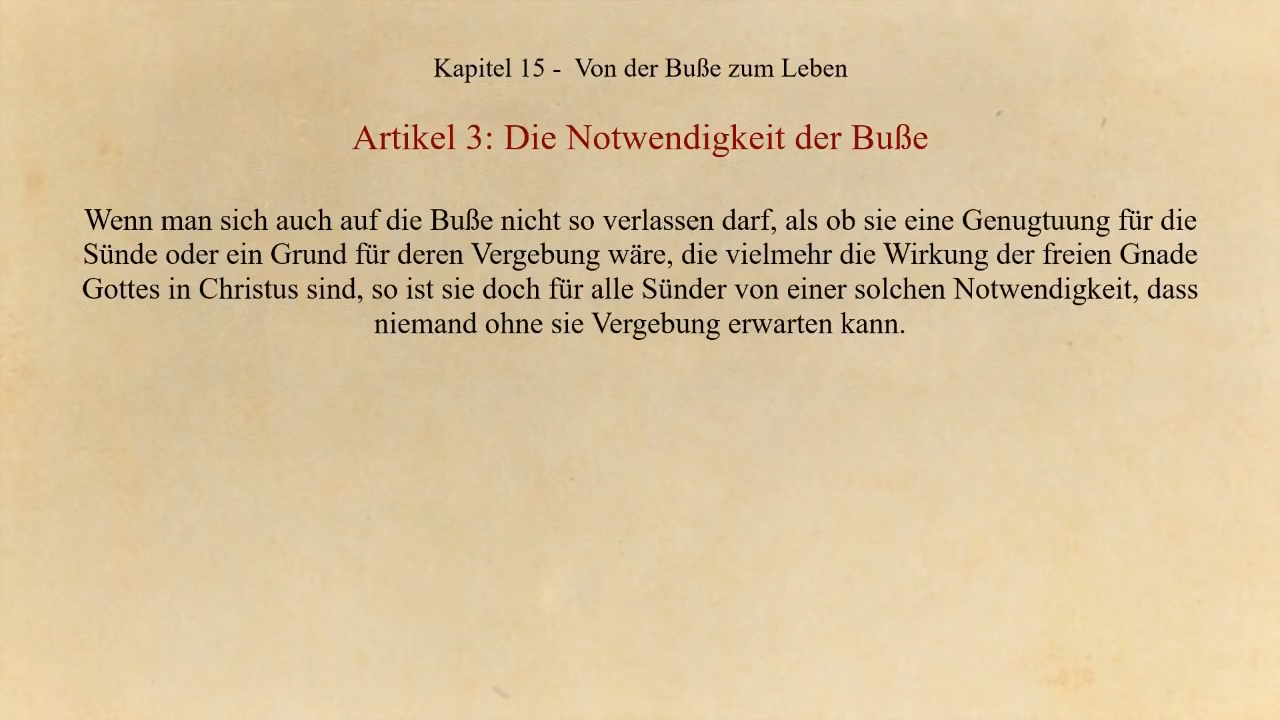 Kapitel 15 -  Von der Buße zum Leben
Artikel 3: Die Notwendigkeit der Buße
Wenn man sich auch auf die Buße nicht so verlassen darf, als ob sie eine Genugtuung für die
Sünde oder ein Grund für deren Vergebung wäre, die vielmehr die Wirkung der freien Gnade
Gottes in Christus sind, so ist sie doch für alle Sünder von einer solchen Notwendigkeit, dass
niemand ohne sie Vergebung erwarten kann.